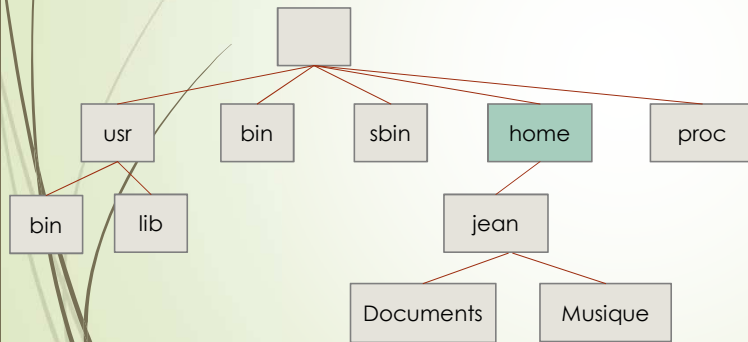 usr
bin
sbin
home
proc
bin
lib
jean
Documents
Musique